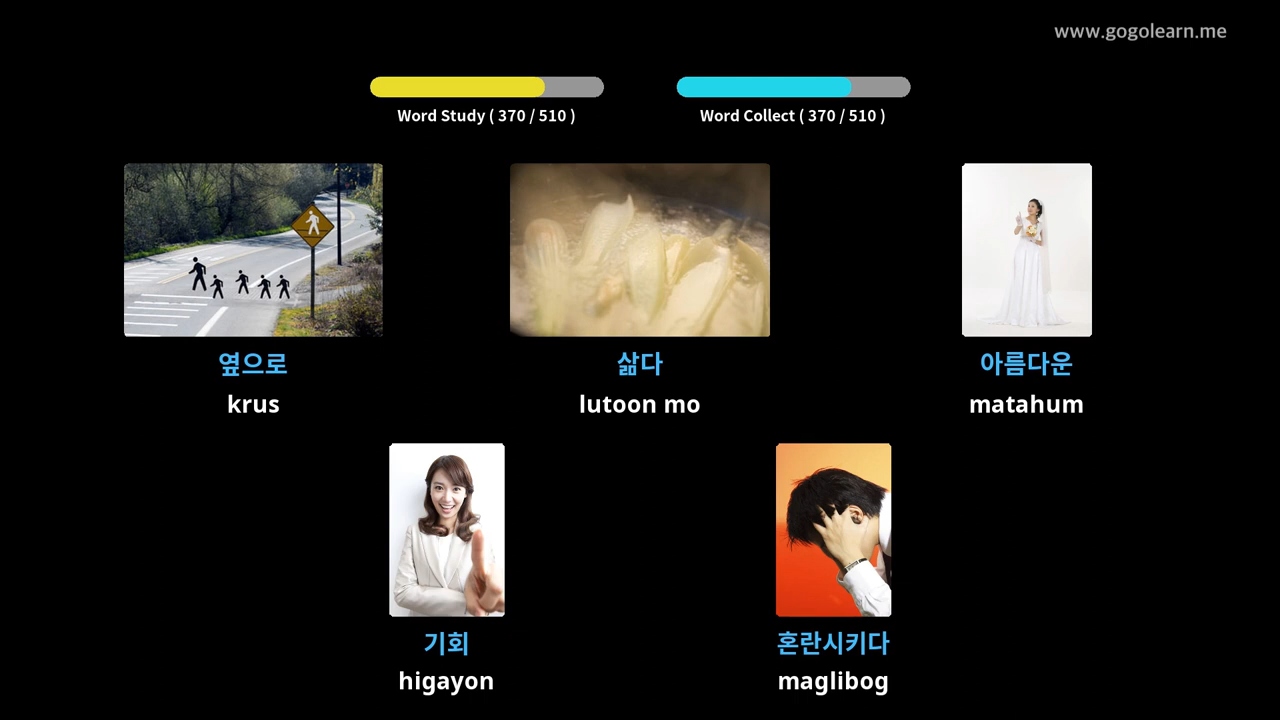 www.gogolearn.me
Word Study ( 370 / 510 )
Word Collect ( 370 / 510 )
옆으로
krus
삶다
lutoon mo
아름다운
matahum
기회
higayon
혼란시키다
maglibog